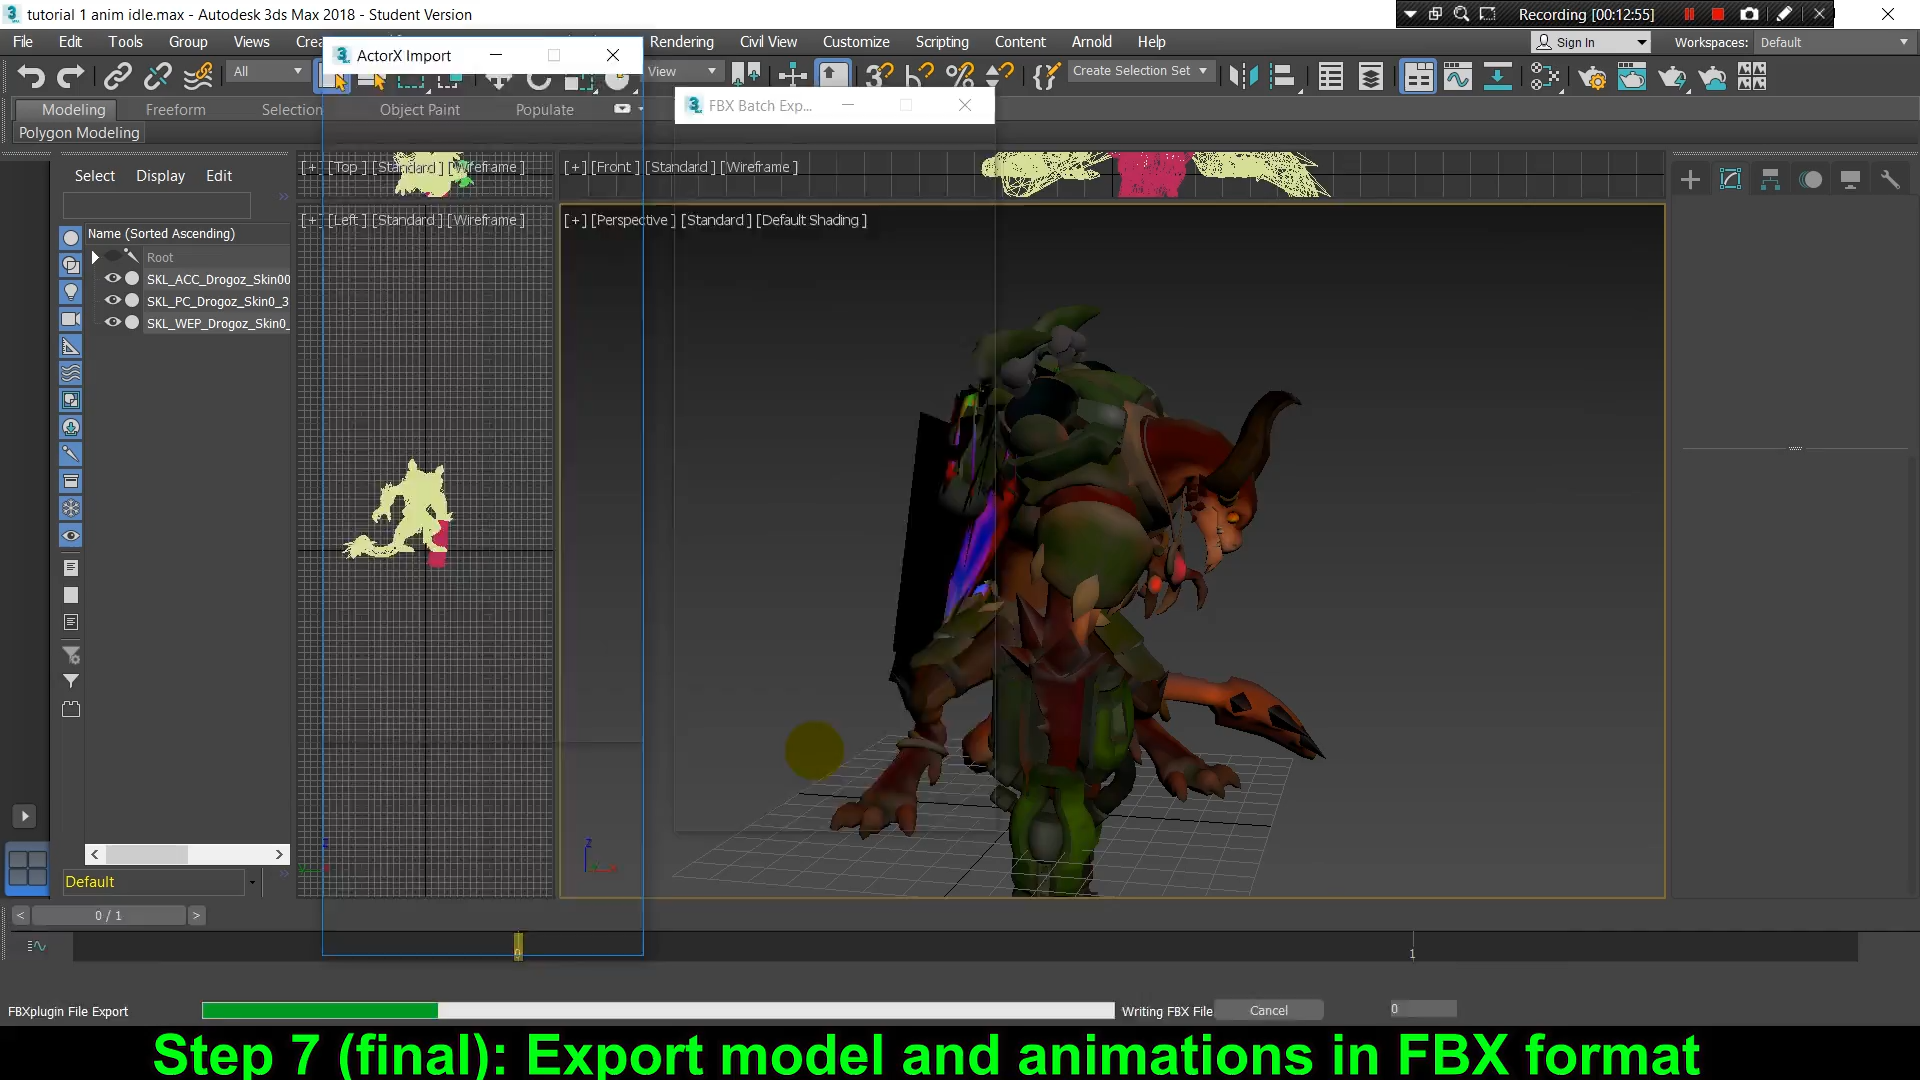 tutorial 1 anim idle.max - Autodesk 3ds Max 2018 - Student Version
Recording [00:12:55]
File Edit Tools Group Views Crea Rendering Civil View Customize Scripting Content Arnold Help
Sign In Workspaces: Default
ActorX Import
All View Create Selection Set
Modeling Freeform Selection Object Paint Populate
FBX Batch Exp...
Polygon Modeling
[+] [Top ] [Standard ] [Wireframe ]
[+] [Front ] [Standard ] [Wireframe ]
Select Display Edit
[+] [Left ] [Standard ] [Wireframe ]
[+] [Perspective ] [Standard ] [Default Shading ]
Name (Sorted Ascending)
Root
SKL_ACC_Drogoz_Skin00
SKL_PC_Drogoz_Skin0_3
SKL_WEP_Drogoz_Skin0_
z
z
Default
0 / 1
0
1
FBXplugin File Export
Writing FBX File
Cancel
0
Step 7 (final): Export model and animations in FBX format